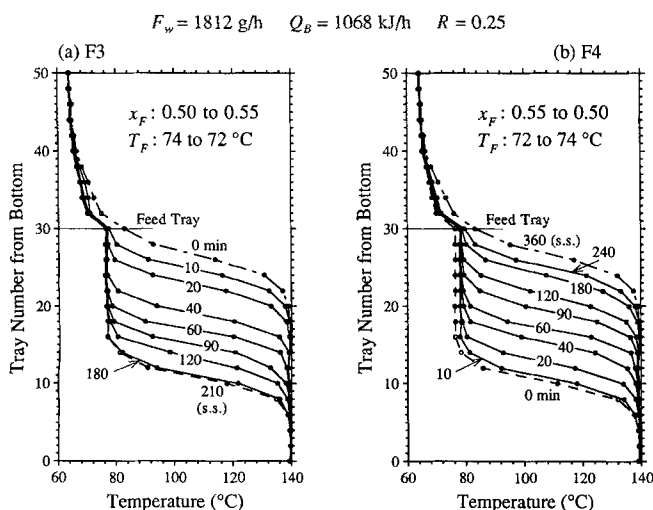 F_w = 1812 g/h Q_B = 1068 kJ/h R = 0.25
(a) F3
(b) F4
Tray Number from Bottom
50
40
30
20
10
0
x_F : 0.50 to 0.55
T_F : 74 to 72 °C
Feed Tray
0 min
10
20
40
60
90
120
180
210
(s.s.)
60 80 100 120 140
Temperature (°C)
Tray Number from Bottom
50
40
30
20
10
0
x_F : 0.55 to 0.50
T_F : 72 to 74 °C
Feed Tray
360 (s.s.)
240
180
120
90
60
40
20
10
0 min
60 80 100 120 140
Temperature (°C)